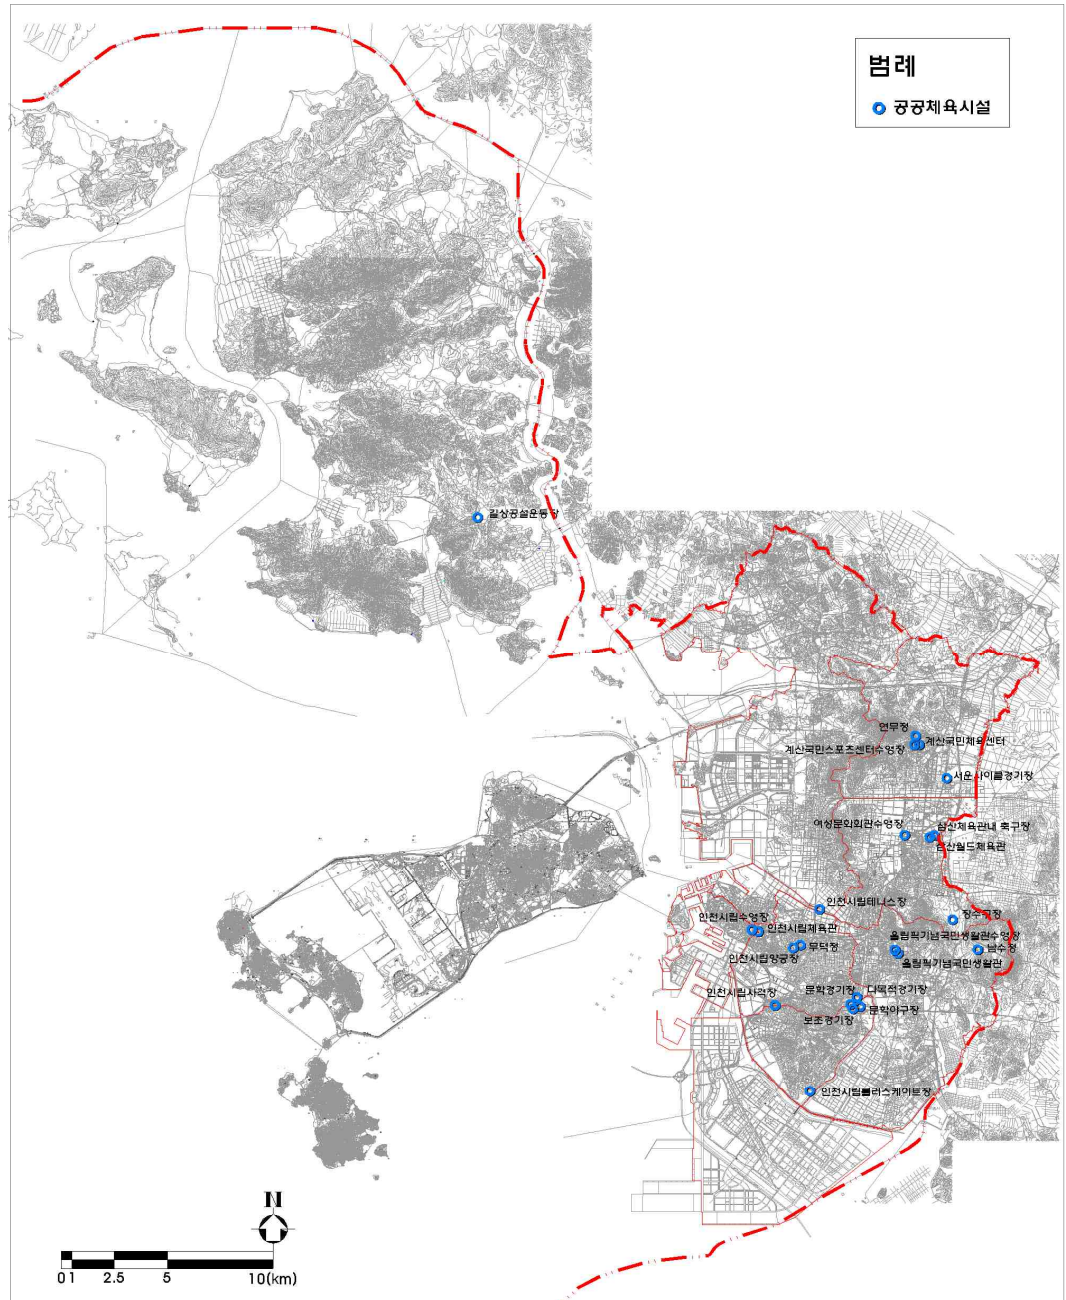 범례
공공체육시설
길상공설운동장
연무정
계산국민체육센터
계산국민스포츠센터수영장
서운사이클경기장
여성문화회관수영장
삼산체육관내 축구장
삼산월드체육관
인천시립테니스장
장수궁장
인천시립수영장
인천시립체육관
올림픽기념국민생활관수영장
무덕정
남수정
인천시립양궁장
올림픽기념국민생활관
문학경기장
다목적경기장
인천시립사격장
문학야구장
보조경기장
인천시립롤러스케이트장
N
0 1 2.5 5 10(km)